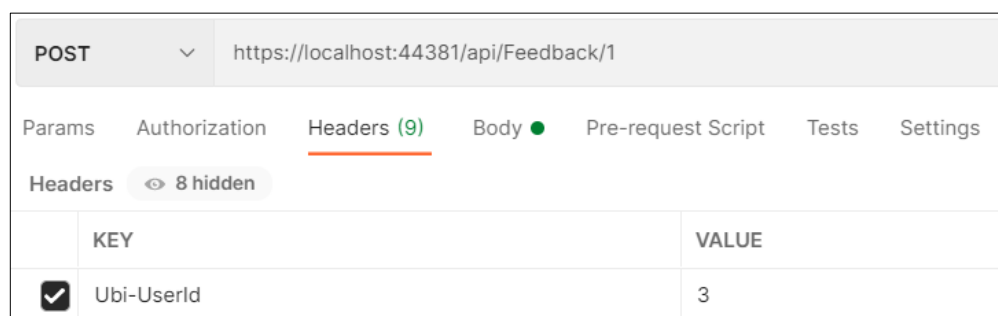 POST https://localhost:44381/api/Feedback/1
Params Authorization Headers (9) Body Pre-request Script Tests Settings
Headers 8 hidden
KEY VALUE
Ubi-UserId 3